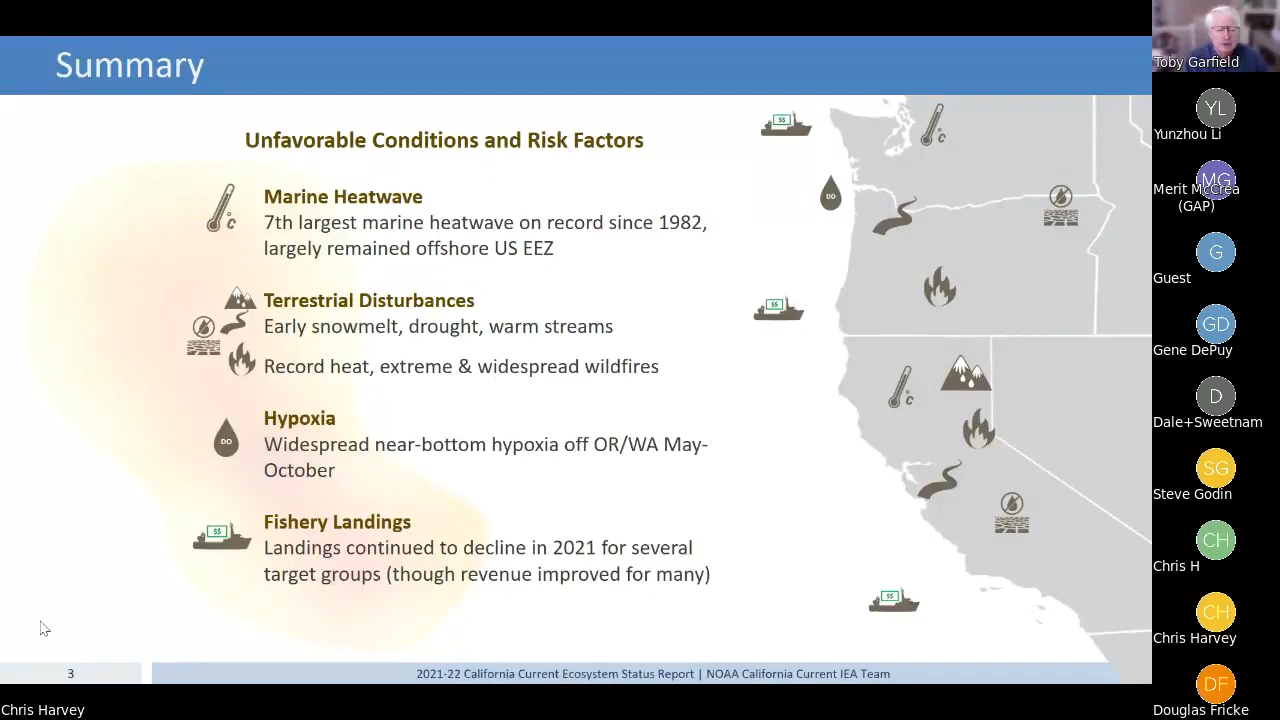 Summary
Unfavorable Conditions and Risk Factors
Marine Heatwave
7th largest marine heatwave on record since 1982,
largely remained offshore US EEZ
Terrestrial Disturbances
Early snowmelt, drought, warm streams
Record heat, extreme & widespread wildfires
Hypoxia
Widespread near-bottom hypoxia off OR/WA May-
October
Fishery Landings
Landings continued to decline in 2021 for several
target groups (though revenue improved for many)
°C
DO
$$
$$
DO
°C
$$
°C
$$
3
2021-22 California Current Ecosystem Status Report | NOAA California Current IEA Team
Chris Harvey
Toby Garfield
YL
Yunzhou Li
MG
Merit McCrea
(GAP)
G
Guest
GD
Gene DePuy
D
Dale+Sweetnam
SG
Steve Godin
CH
Chris H
CH
Chris Harvey
DF
Douglas Fricke